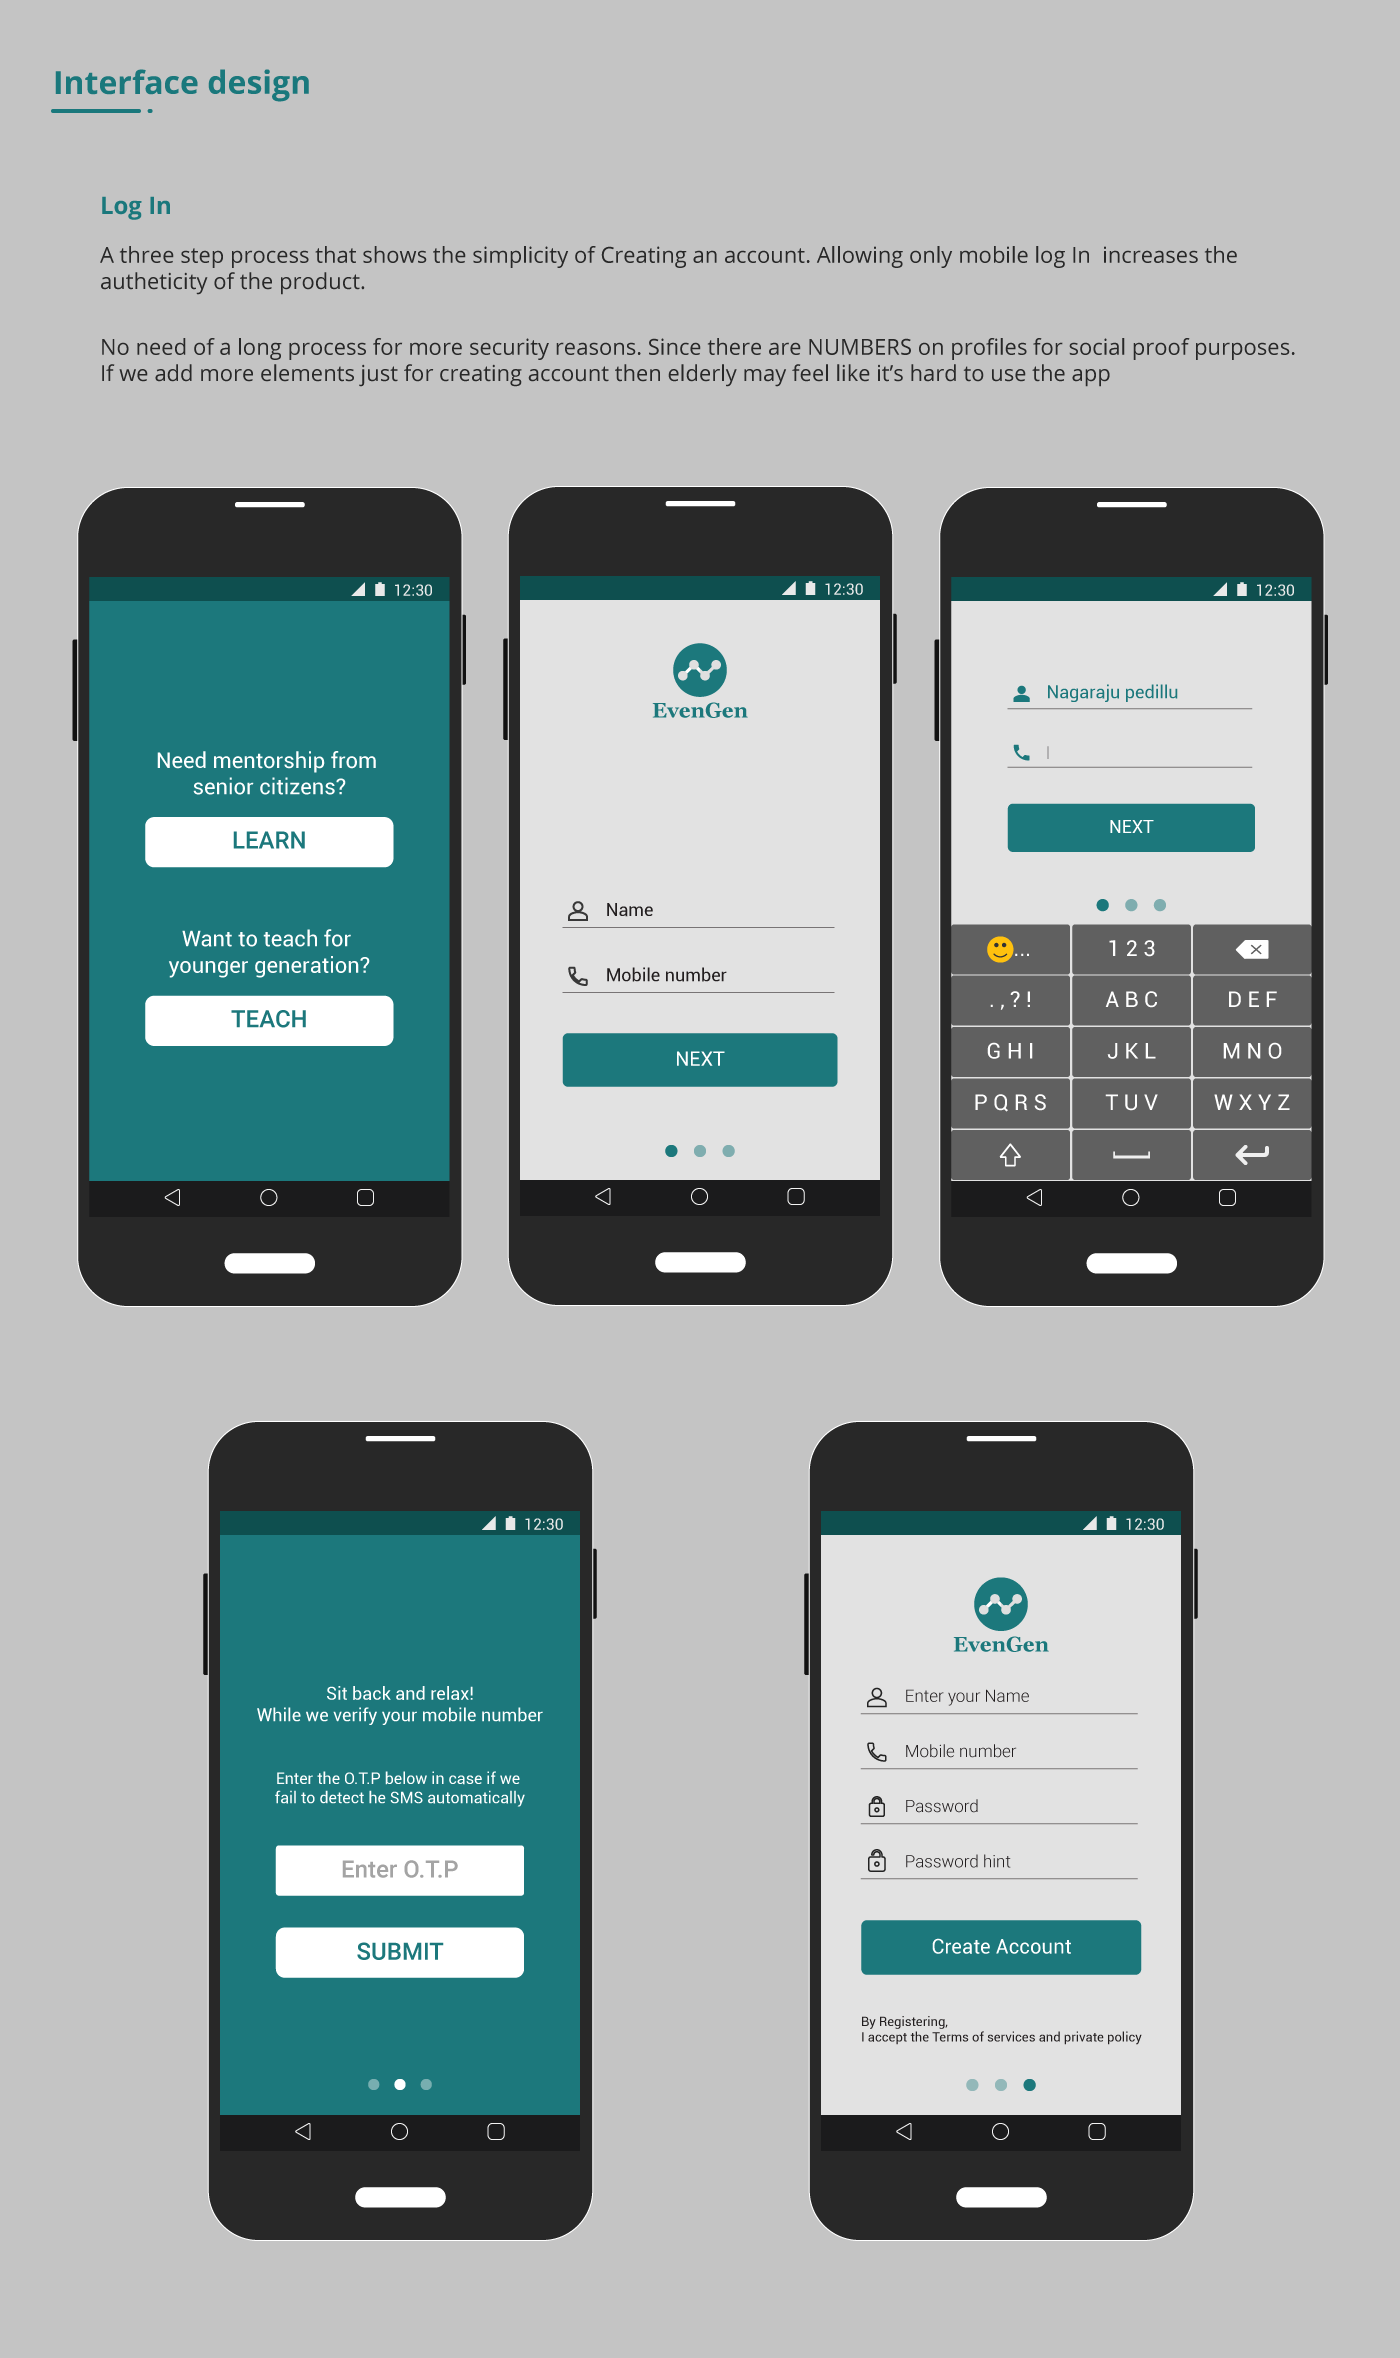 Interface design
Log In
A three step process that shows the simplicity of Creating an account. Allowing only mobile log In  increases the
autheticity of the product.
No need of a long process for more security reasons. Since there are NUMBERS on profiles for social proof purposes.
If we add more elements just for creating account then elderly may feel like it's hard to use the app
12:30
Need mentorship from
senior citizens?
LEARN
Want to teach for
younger generation?
TEACH
12:30
EvenGen
Name
Mobile number
NEXT
12:30
Nagaraju pedillu
NEXT
... 1 2 3
. , ? ! A B C D E F
G H I J K L M N O
P Q R S T U V W X Y Z
12:30
Sit back and relax!
While we verify your mobile number
Enter the O.T.P below in case if we
fail to detect he SMS automatically
Enter O.T.P
SUBMIT
12:30
EvenGen
Enter your Name
Mobile number
Password
Password hint
Create Account
By Registering,
I accept the Terms of services and private policy